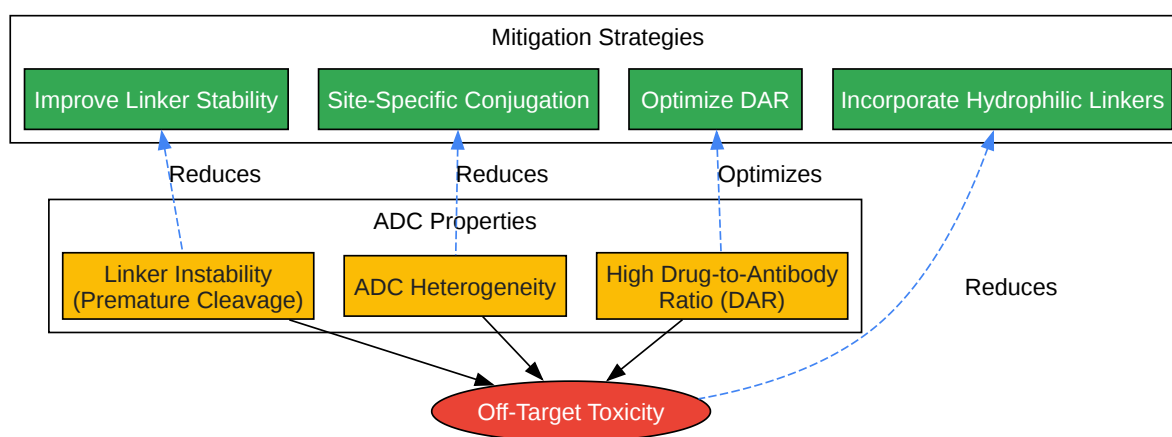 Mitigation Strategies
Improve Linker Stability
Site-Specific Conjugation
Optimize DAR
Incorporate Hydrophilic Linkers
Reduces
Reduces
Optimizes
ADC Properties
Linker Instability
(Premature Cleavage)
ADC Heterogeneity
High Drug-to-Antibody
Ratio (DAR)
Reduces
Off-Target Toxicity